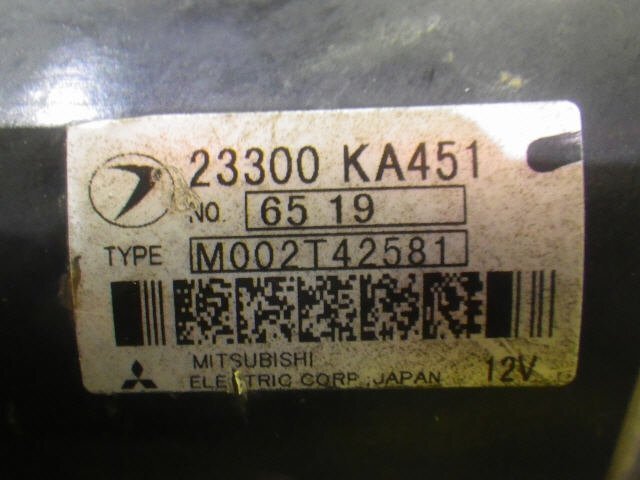 23300 KA451
NO. 65 19
TYPE M002T42581
MITSUBISHI
ELECTRIC CORP.,JAPAN 12V